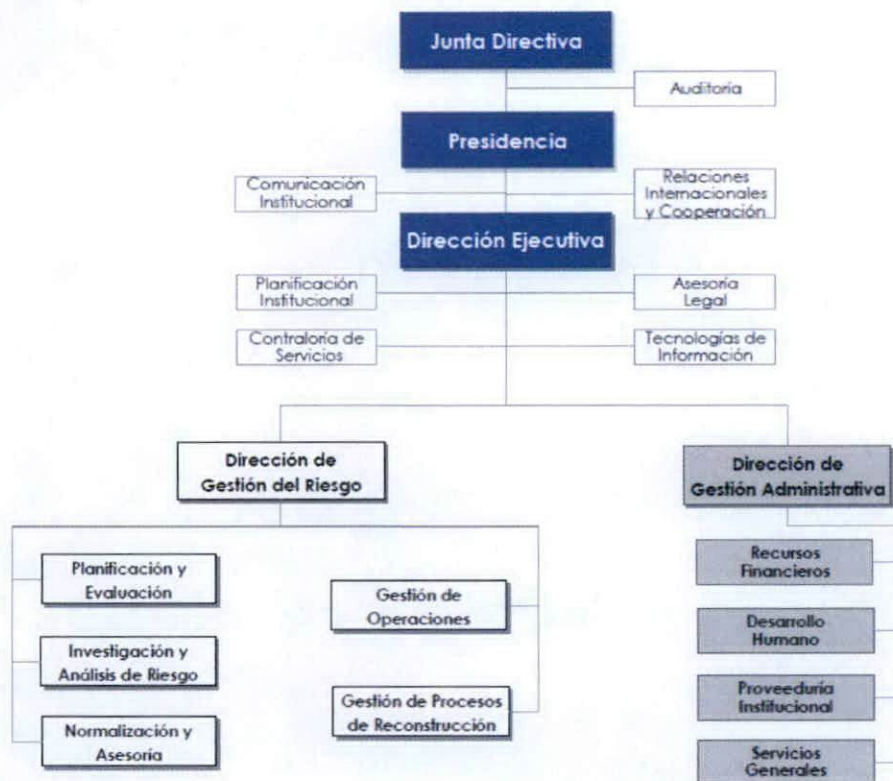 Junta Directiva
Auditoría
Presidencia
Comunicación
Institucional
Relaciones
Internacionales
y Cooperación
Dirección Ejecutiva
Planificación
Institucional
Asesoría
Legal
Contraloría de
Servicios
Tecnologías de
Información
Dirección de
Gestión del Riesgo
Dirección de
Gestión Administrativa
Planificación y
Evaluación
Investigación y
Análisis de Riesgo
Normalización y
Asesoría
Gestión de
Operaciones
Gestión de Procesos
de Reconstrucción
Recursos
Financieros
Desarrollo
Humano
Proveeduría
Institucional
Servicios
Generales